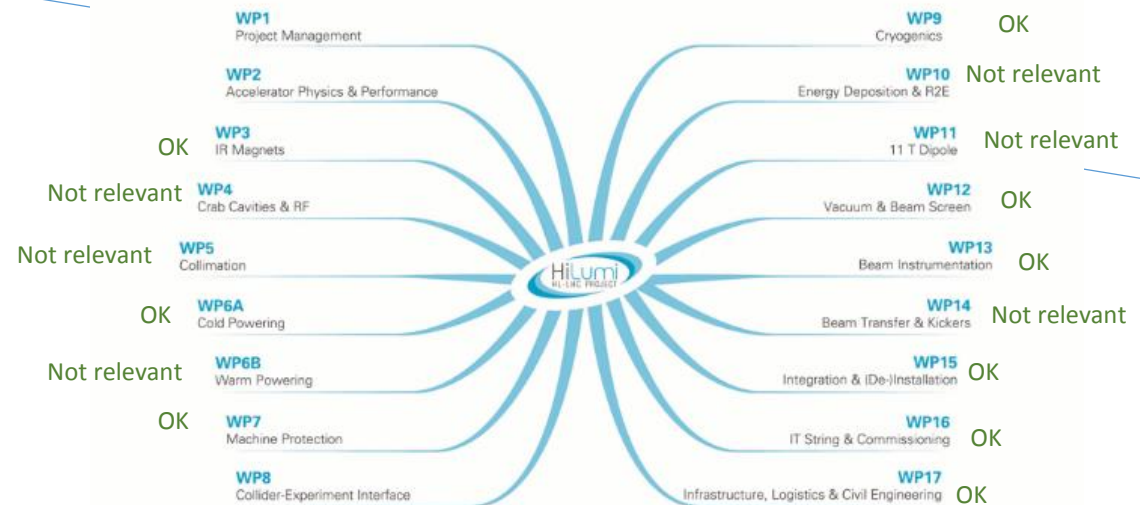 WP1
Project Management
WP2
Accelerator Physics & Performance
OK
WP3
IR Magnets
Not relevant
WP4
Crab Cavities & RF
Not relevant
WP5
Collimation
OK
WP6A
Cold Powering
Not relevant
WP6B
Warm Powering
OK
WP7
Machine Protection
WP8
Collider-Experiment Interface
HiLumi
HL-LHC PROJECT
WP9
Cryogenics
OK
WP10
Energy Deposition & R2E
Not relevant
WP11
11 T Dipole
Not relevant
WP12
Vacuum & Beam Screen
OK
WP13
Beam Instrumentation
OK
WP14
Beam Transfer & Kickers
Not relevant
WP15
Integration & (De-)Installation
OK
WP16
IT String & Commissioning
OK
WP17
Infrastructure, Logistics & Civil Engineering
OK